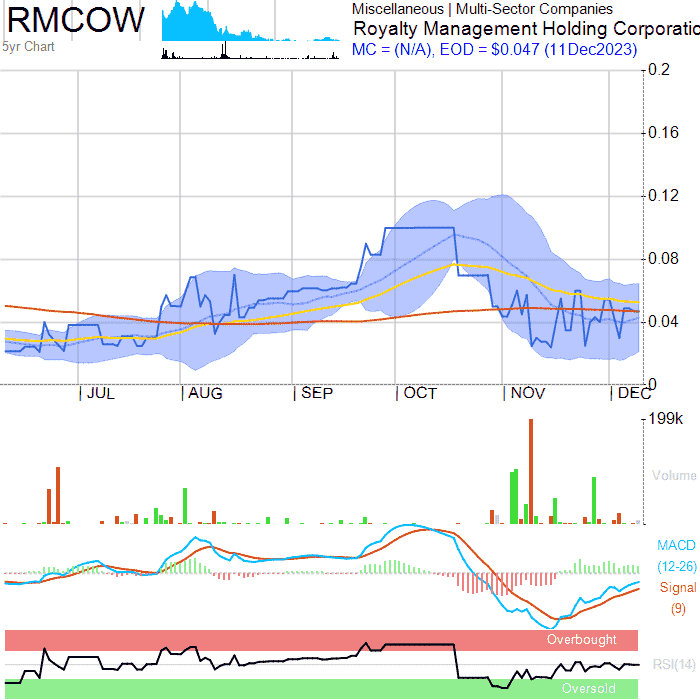 RMCOW
5yr Chart
Miscellaneous | Multi-Sector Companies
Royalty Management Holding Corporatio
MC = (N/A), EOD = $0.047 (11Dec2023)
0.2
0.16
0.12
0.08
0.04
0
JUL AUG SEP OCT NOV DEC
199k
Volume
MACD
(12-26)
Signal
(9)
Overbought
RSI(14)
Oversold